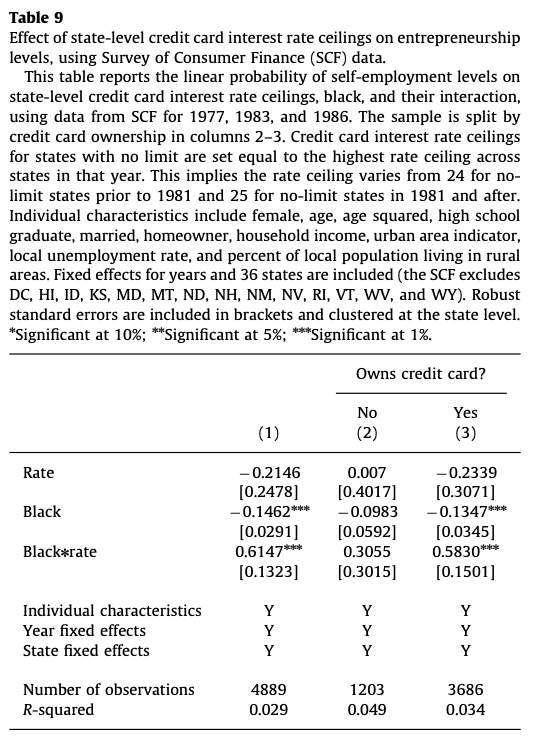 Table 9
Effect of state-level credit card interest rate ceilings on entrepreneurship
levels, using Survey of Consumer Finance (SCF) data.
This table reports the linear probability of self-employment levels on
state-level credit card interest rate ceilings, black, and their interaction,
using data from SCF for 1977, 1983, and 1986. The sample is split by
credit card ownership in columns 2–3. Credit card interest rate ceilings
for states with no limit are set equal to the highest rate ceiling across
states in that year. This implies the rate ceiling varies from 24 for no-
limit states prior to 1981 and 25 for no-limit states in 1981 and after.
Individual characteristics include female, age, age squared, high school
graduate, married, homeowner, household income, urban area indicator,
local unemployment rate, and percent of local population living in rural
areas. Fixed effects for years and 36 states are included (the SCF excludes
DC, HI, ID, KS, MD, MT, ND, NH, NM, NV, RI, VT, WV, and WY). Robust
standard errors are included in brackets and clustered at the state level.
*Significant at 10%; **Significant at 5%; ***Significant at 1%.
Owns credit card?
No Yes
(1) (2) (3)
Rate −0.2146 0.007 −0.2339
[0.2478] [0.4017] [0.3071]
Black −0.1462*** −0.0983 −0.1347***
[0.0291] [0.0592] [0.0345]
Black*rate 0.6147*** 0.3055 0.5830***
[0.1323] [0.3015] [0.1501]
Individual characteristics Y Y Y
Year fixed effects Y Y Y
State fixed effects Y Y Y
Number of observations 4889 1203 3686
R-squared 0.029 0.049 0.034